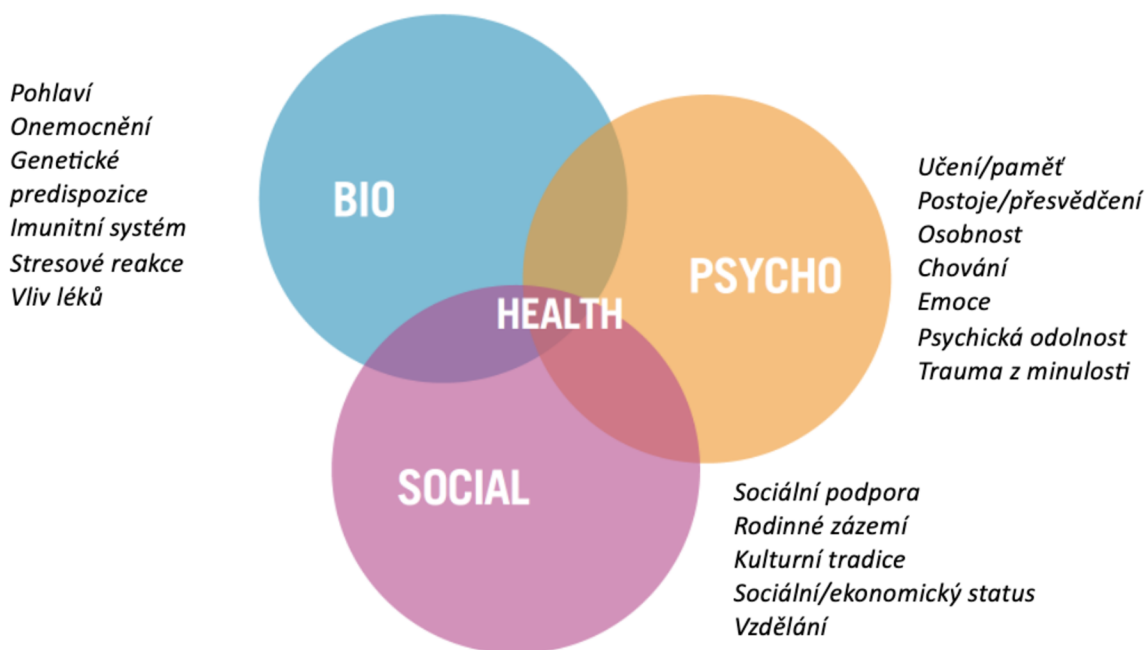 Pohlaví
Onemocnění
Genetické
predispozice
Imunitní systém
Stresové reakce
Vliv léků
BIO
PSYCHO
HEALTH
SOCIAL
Učení/paměť
Postoje/přesvědčení
Osobnost
Chování
Emoce
Psychická odolnost
Trauma z minulosti
Sociální podpora
Rodinné zázemí
Kulturní tradice
Sociální/ekonomický status
Vzdělání